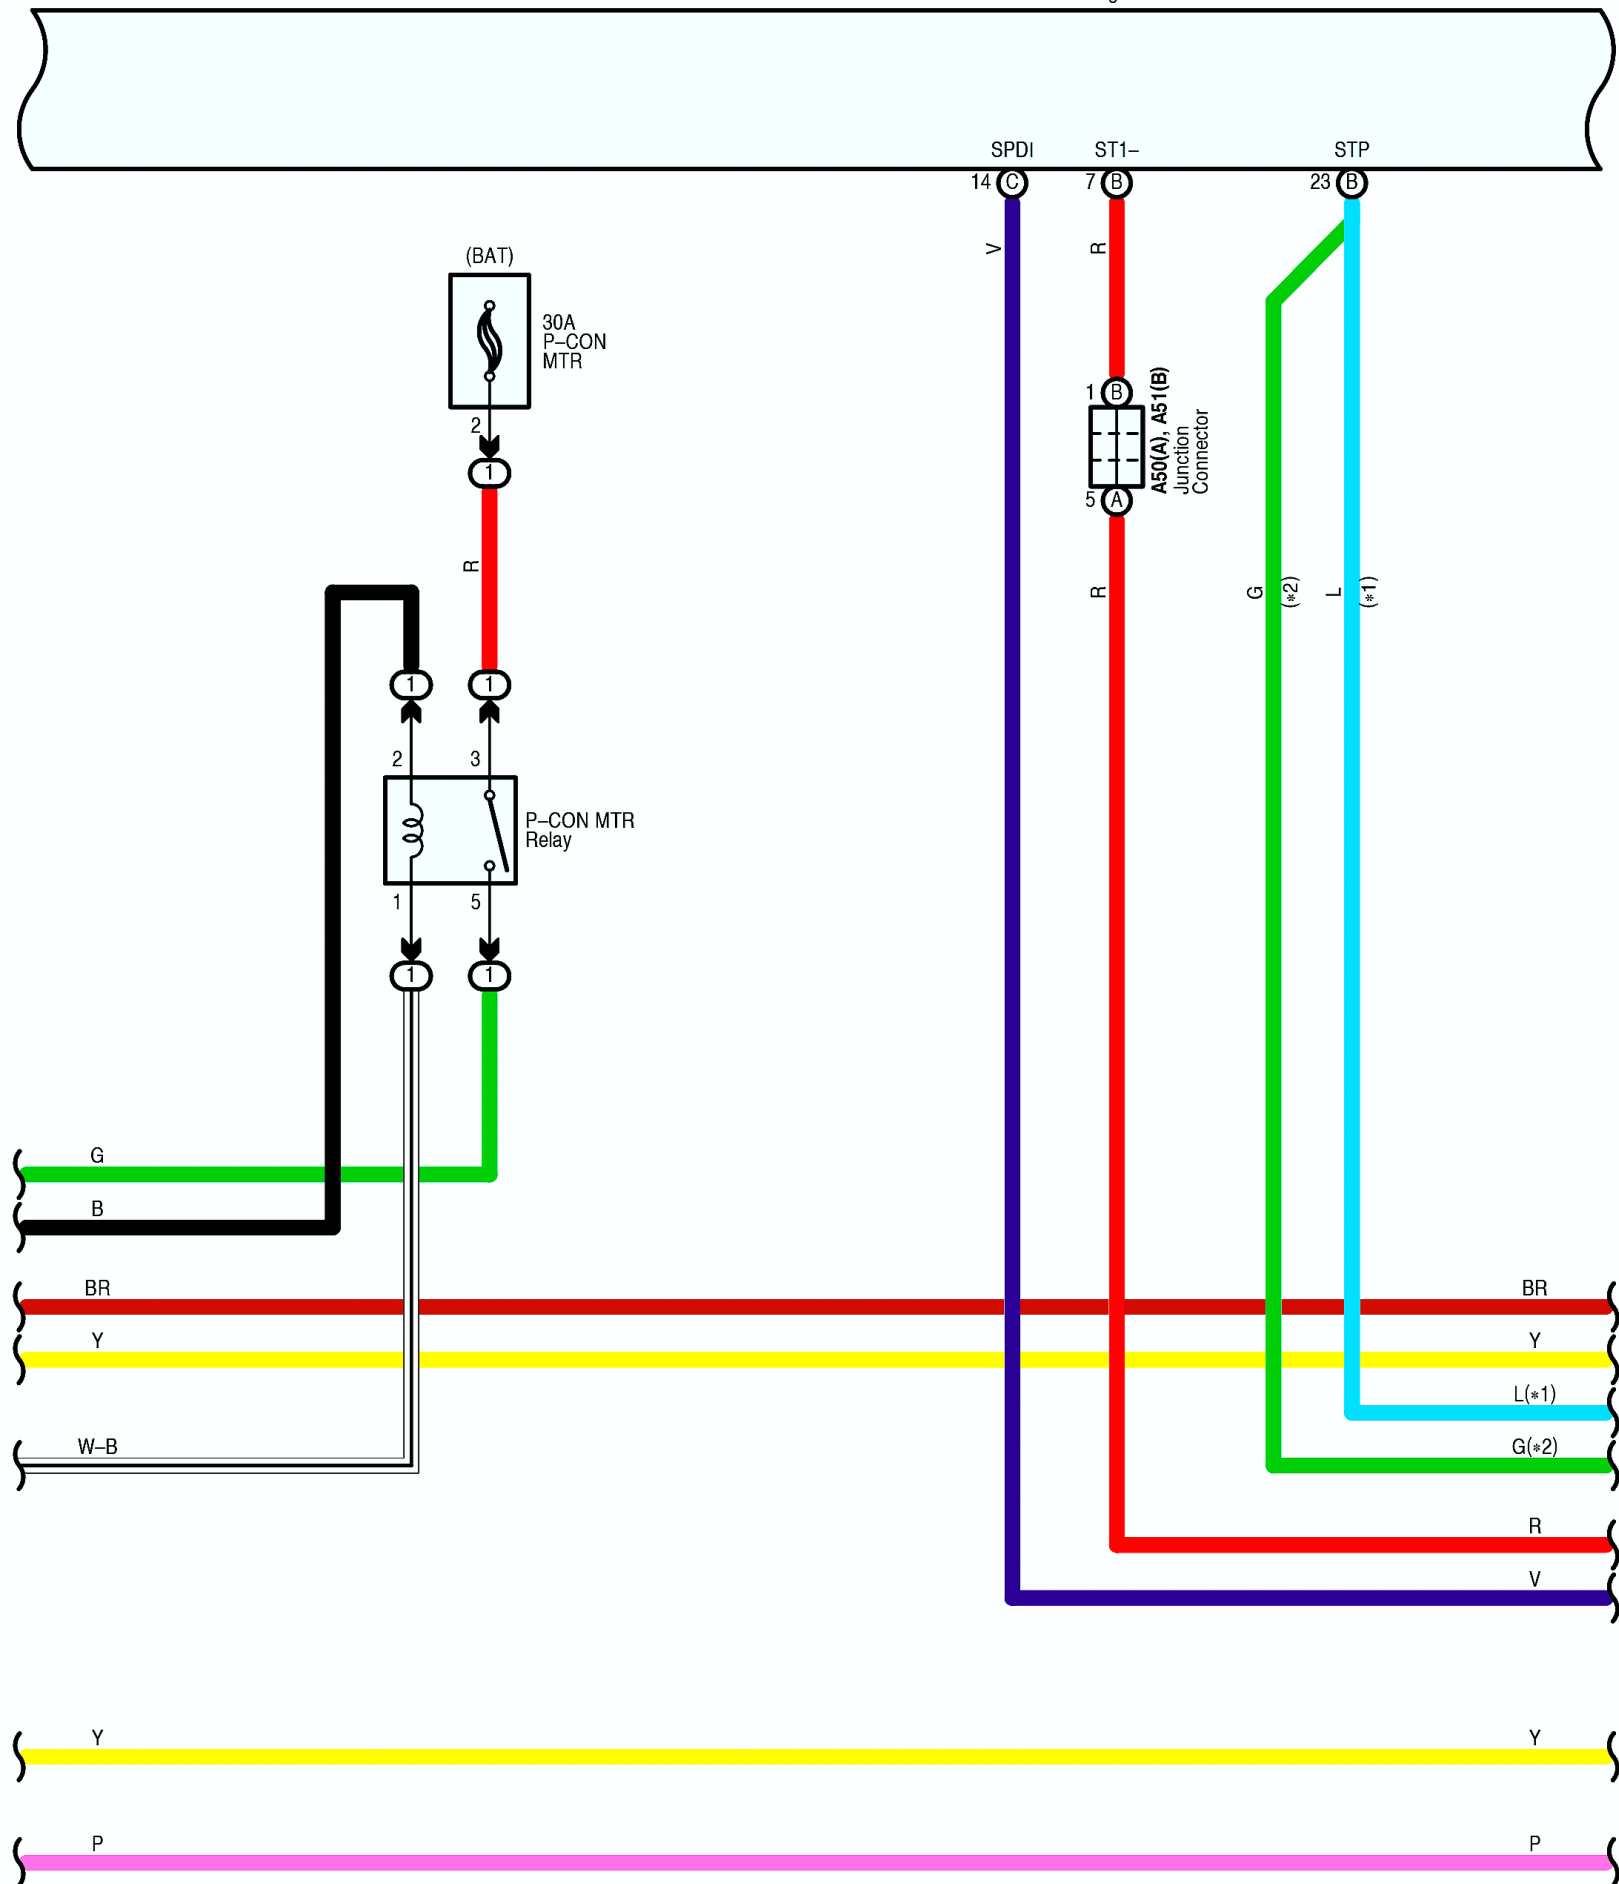 SPDI
ST1–
STP
14
C
7
B
23
B
V
R
(BAT)
30A
P–CON
MTR
2
1
1
B
A50(A), A51(B)
Junction
Connector
5
A
R
R
G
(*2)
L
(*1)
1
1
2
3
P–CON MTR
Relay
1
5
1
1
G
B
BR
BR
Y
Y
L(*1)
W–B
G(*2)
R
V
Y
Y
P
P